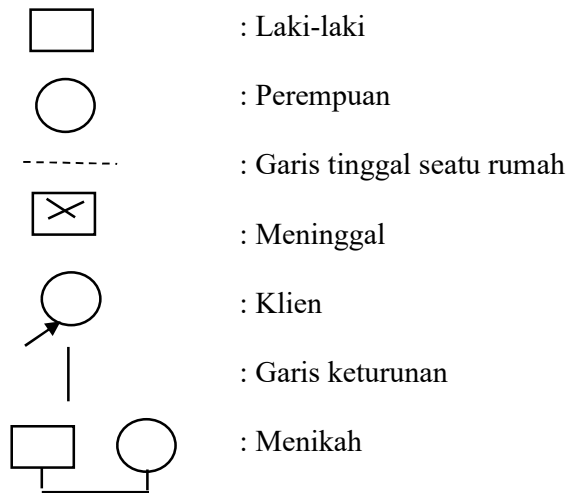 : Laki-laki
: Perempuan
: Garis tinggal seatu rumah
: Meninggal
: Klien
: Garis keturunan
: Menikah